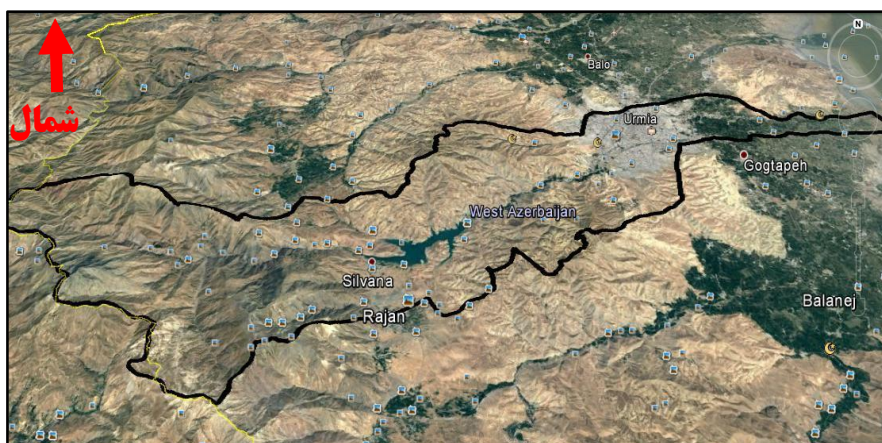 N
Balo
شمال
Urmia
Gogtapeh
West Azerbaijan
Silvana
Balanej
Rajan